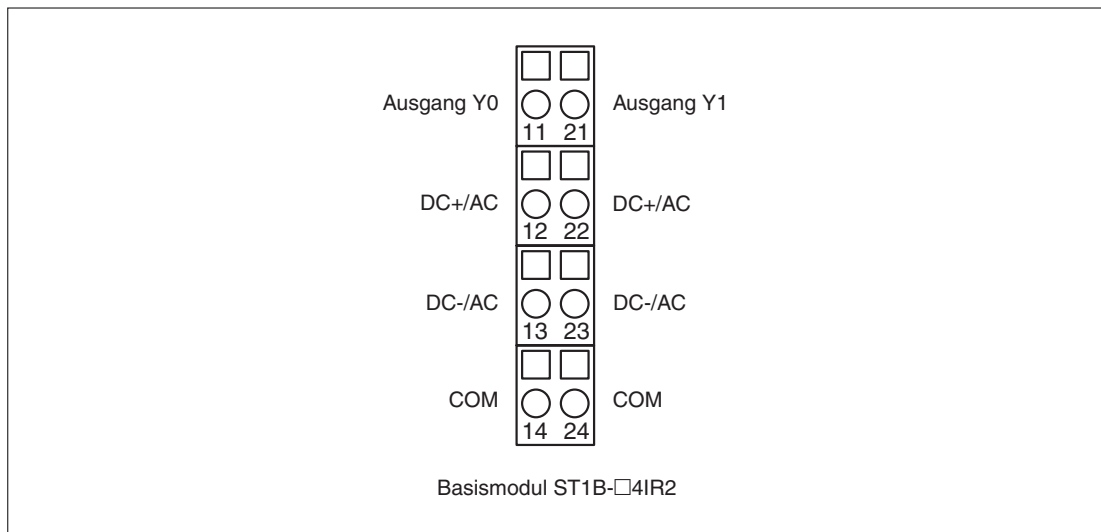 Ausgang Y0 Ausgang Y1
11 21
DC+/AC DC+/AC
12 22
DC-/AC DC-/AC
13 23
COM COM
14 24
Basismodul ST1B-□4IR2